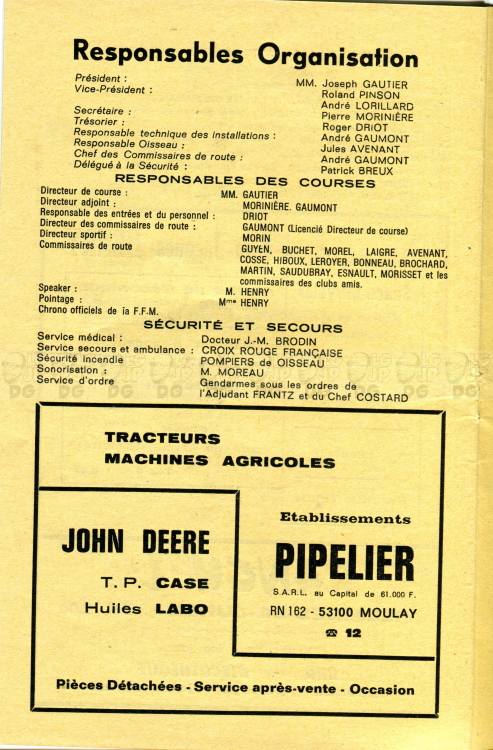 Responsables Organisation
Président : MM. Joseph GAUTIER
Vice-Président : Roland PINSON
André LORILLARD
Secrétaire : Pierre MORINIÈRE
Trésorier : Roger DRIOT
Responsable technique des installations : André GAUMONT
Responsable Oisseau : Jules AVENANT
Chef des Commissaires de route : André GAUMONT
Délégué à la Sécurité : Patrick BREUX
RESPONSABLES DES COURSES
Directeur de course : MM. GAUTIER
Directeur adjoint : MORINIÈRE. GAUMONT
Responsable des entrées et du personnel : DRIOT
Directeur des commissaires de route : GAUMONT (Licencié Directeur de course)
Directeur sportif : MORIN
Commissaires de route GUYEN, BUCHET, MOREL, LAIGRE, AVENANT,
COSSE, HIBOUX, LEROYER, BONNEAU, BROCHARD,
MARTIN, SAUDUBRAY, ESNAULT, MORISSET et les
commissaires des clubs amis.
Speaker : M. HENRY
Pointage : Mme HENRY
Chrono officiels de la F.F.M.
SÉCURITÉ ET SECOURS
Service médical : Docteur J.-M. BRODIN
Service secours et ambulance : CROIX ROUGE FRANÇAISE
Sécurité incendie POMPIERS de OISSEAU
Sonorisation : M. MOREAU
Service d'ordre Gendarmes sous les ordres de
l'Adjudant FRANTZ et du Chef COSTARD
TRACTEURS
MACHINES AGRICOLES
JOHN DEERE
T.P. CASE
Huiles LABO
Etablissements
PIPELIER
S.A.R.L. au Capital de 61.000 F.
RN 162 - 53100 MOULAY
☎ 12
Pièces Détachées - Service après-vente - Occasion